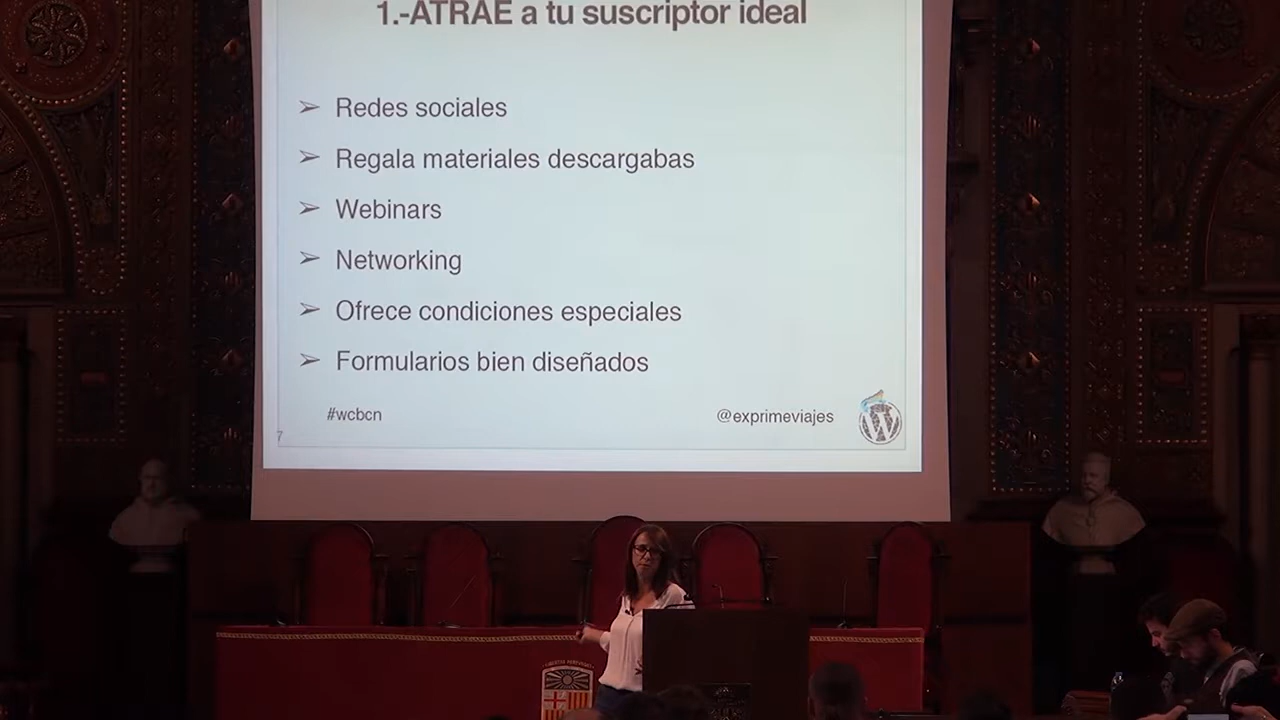 1.-ATRAE a tu suscriptor ideal
➢ Redes sociales
➢ Regala materiales descargabas
➢ Webinars
➢ Networking
➢ Ofrece condiciones especiales
➢ Formularios bien diseñados
#wcbcn
@exprimeviajes
7